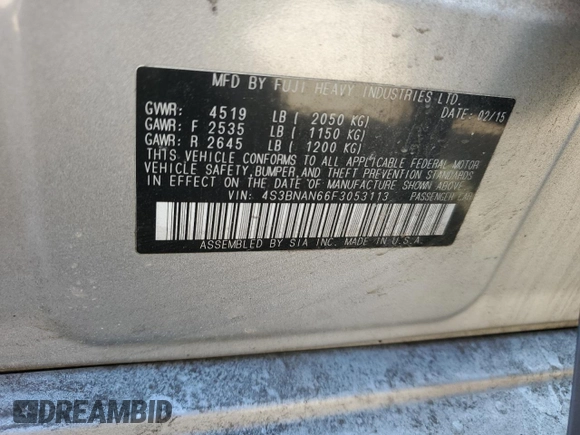 MFD BY FUJI HEAVY INDUSTRIES LTD.
GVWR: 4519 LB ( 2050 KG) DATE: 02/15
GAWR: F 2535 LB ( 1150 KG)
GAWR: R 2645 LB ( 1200 KG)
THIS VEHICLE CONFORMS TO ALL APPLICABLE FEDERAL MOTOR
VEHICLE SAFETY, BUMPER, AND THEFT PREVENTION STANDARDS
IN EFFECT ON THE DATE OF MANUFACTURE SHOWN ABOVE.
VIN: 4S3BNAN66F3053113 PASSENGER CAR
ASSEMBLED BY SIA INC. MADE IN U.S.A.
DREAMBID